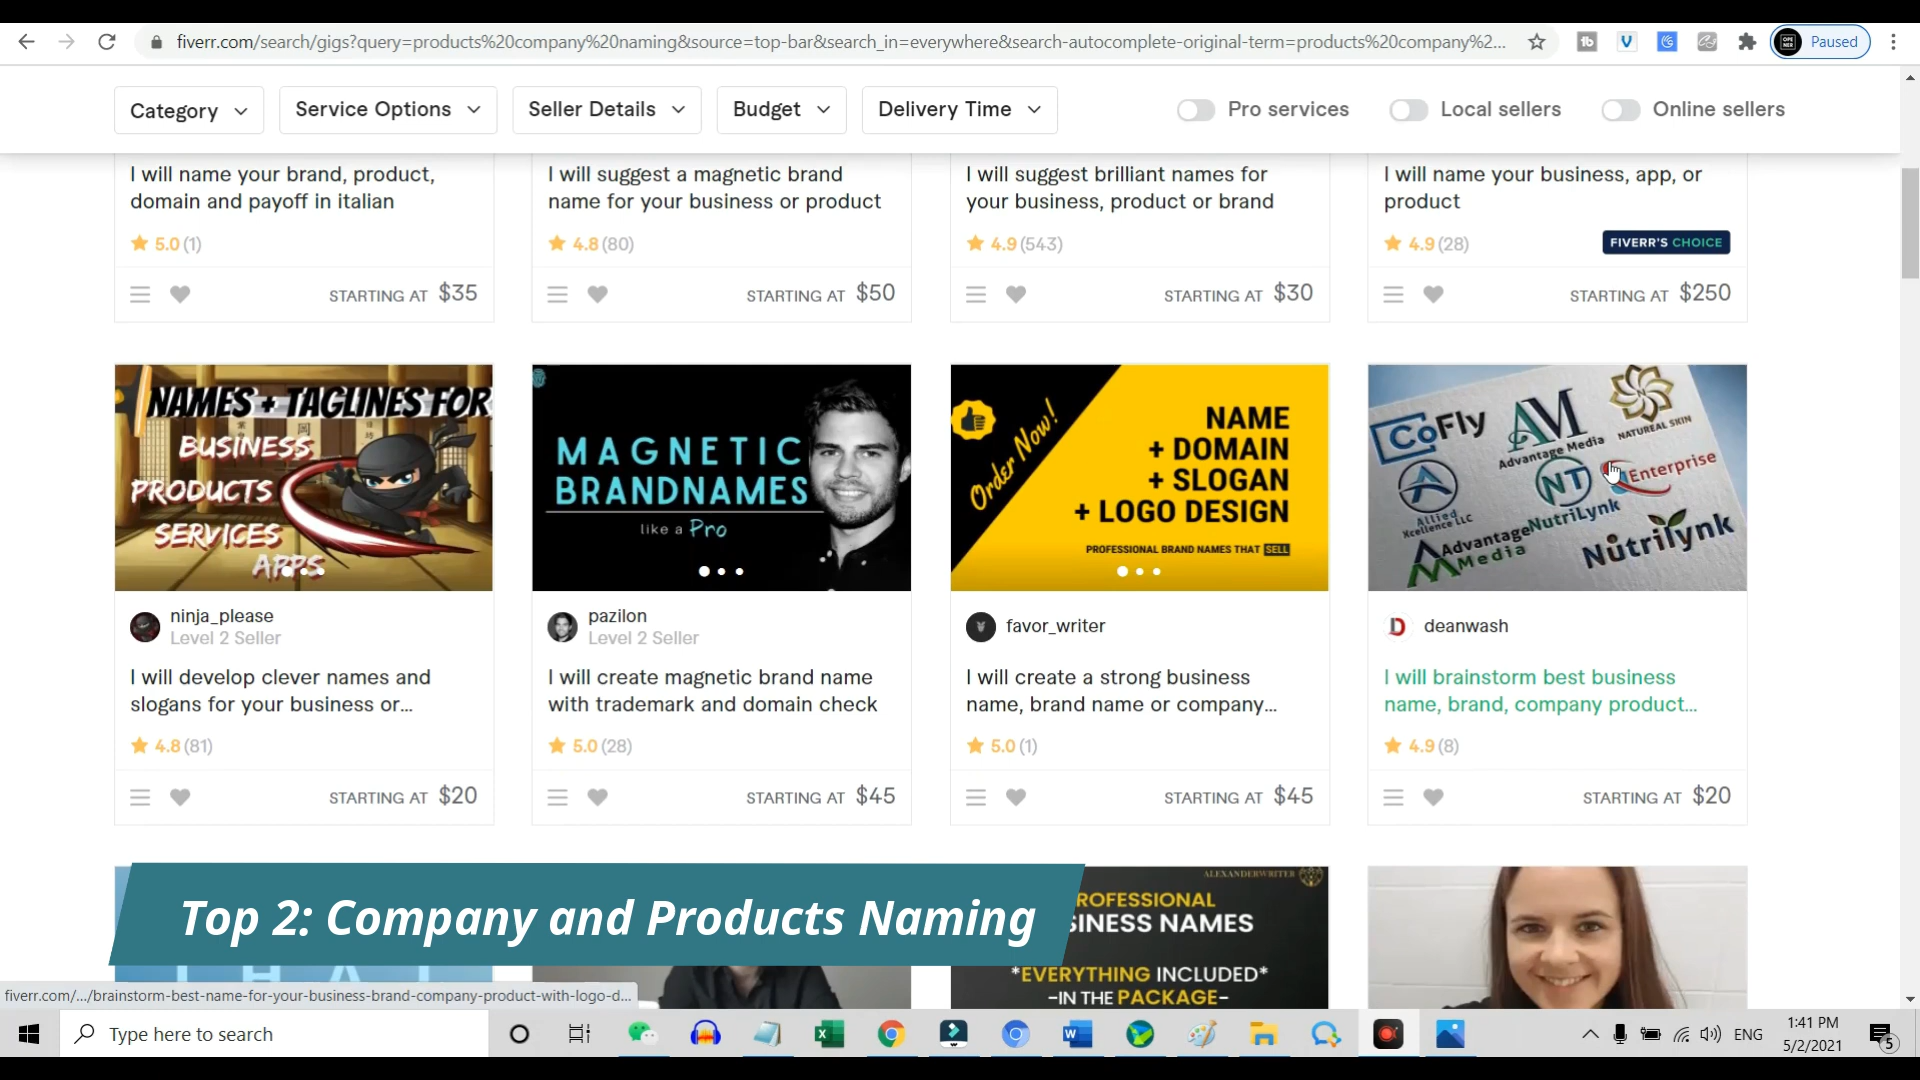 fiverr.com/search/gigs?query=products%20company%20naming&source=top-bar&search_in=everywhere&search-autocomplete-original-term=products%20company%2...
Paused
Category
Service Options
Seller Details
Budget
Delivery Time
Pro services
Local sellers
Online sellers
I will name your brand, product,
domain and payoff in italian
5.0 (1)
STARTING AT $35
I will suggest a magnetic brand
name for your business or product
4.8 (80)
STARTING AT $50
I will suggest brilliant names for
your business, product or brand
4.9 (543)
STARTING AT $30
I will name your business, app, or
product
4.9 (28)
FIVERR'S CHOICE
STARTING AT $250
NAMES + TAGLINES FOR
BUSINESS
PRODUCTS
SERVICES
APPS
ninja_please
Level 2 Seller
I will develop clever names and
slogans for your business or...
4.8 (81)
STARTING AT $20
MAGNETIC
BRANDNAMES
like a Pro
pazilon
Level 2 Seller
I will create magnetic brand name
with trademark and domain check
5.0 (28)
STARTING AT $45
Order Now!
NAME
+ DOMAIN
+ SLOGAN
+ LOGO DESIGN
PROFESSIONAL BRAND NAMES THAT SELL
favor_writer
I will create a strong business
name, brand name or company...
5.0 (1)
STARTING AT $45
CoFly
AM
Advantage Media
NATUREAL SKIN
Allied
Xcellence LLC
NT
NutriLynk
Enterprise
Advantage
Media
Nutrilynk
deanwash
I will brainstorm best business
name, brand, company product...
4.9 (8)
STARTING AT $20
Top 2: Company and Products Naming
ALEXANDERWRITER
ROFESSIONAL
SINESS NAMES
*EVERYTHING INCLUDED*
-IN THE PACKAGE-
fiverr.com/.../brainstorm-best-name-for-your-business-brand-company-product-with-logo-d...
Type here to search
ENG
1:41 PM
5/2/2021
5